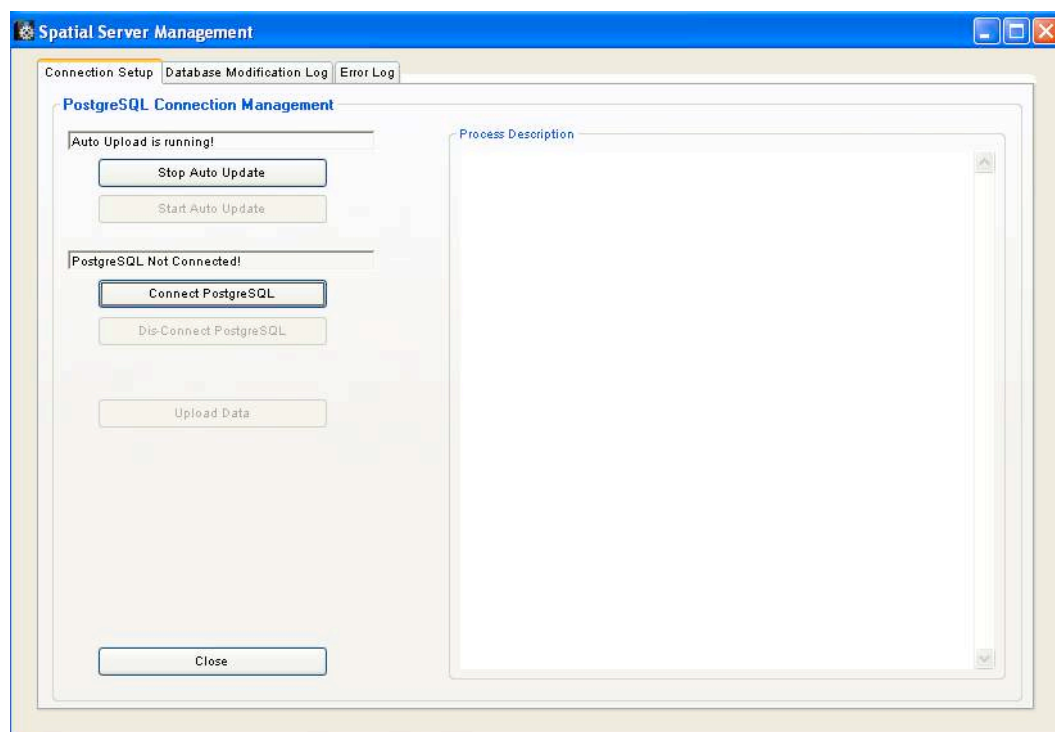 Spatial Server Management
Connection Setup Database Modification Log Error Log
PostgreSQL Connection Management
Auto Upload is running!
Stop Auto Update
Start Auto Update
PostgreSQL Not Connected!
Connect PostgreSQL
Dis-Connect PostgreSQL
Upload Data
Close
Process Description